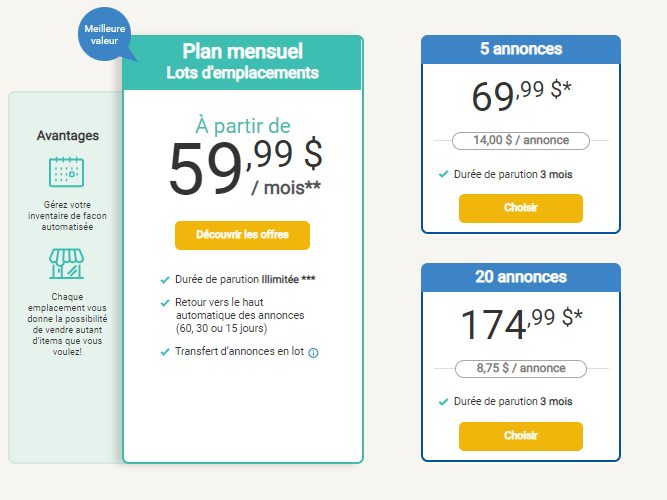 Meilleure
valeur
Plan mensuel
Lots d'emplacements
Avantages
Gérez votre
inventaire de facon
automatisée
Chaque
emplacement vous
donne la possibilité
de vendre autant
d'items que vous
voulez!
À partir de
59,99 $
/ mois**
Découvrir les offres
Durée de parution Illimitée ***
Retour vers le haut
automatique des annonces
(60, 30 ou 15 jours)
Transfert d'annonces en lot
5 annonces
69,99 $*
14,00 $ / annonce
Durée de parution 3 mois
Choisir
20 annonces
174,99 $*
8,75 $ / annonce
Durée de parution 3 mois
Choisir